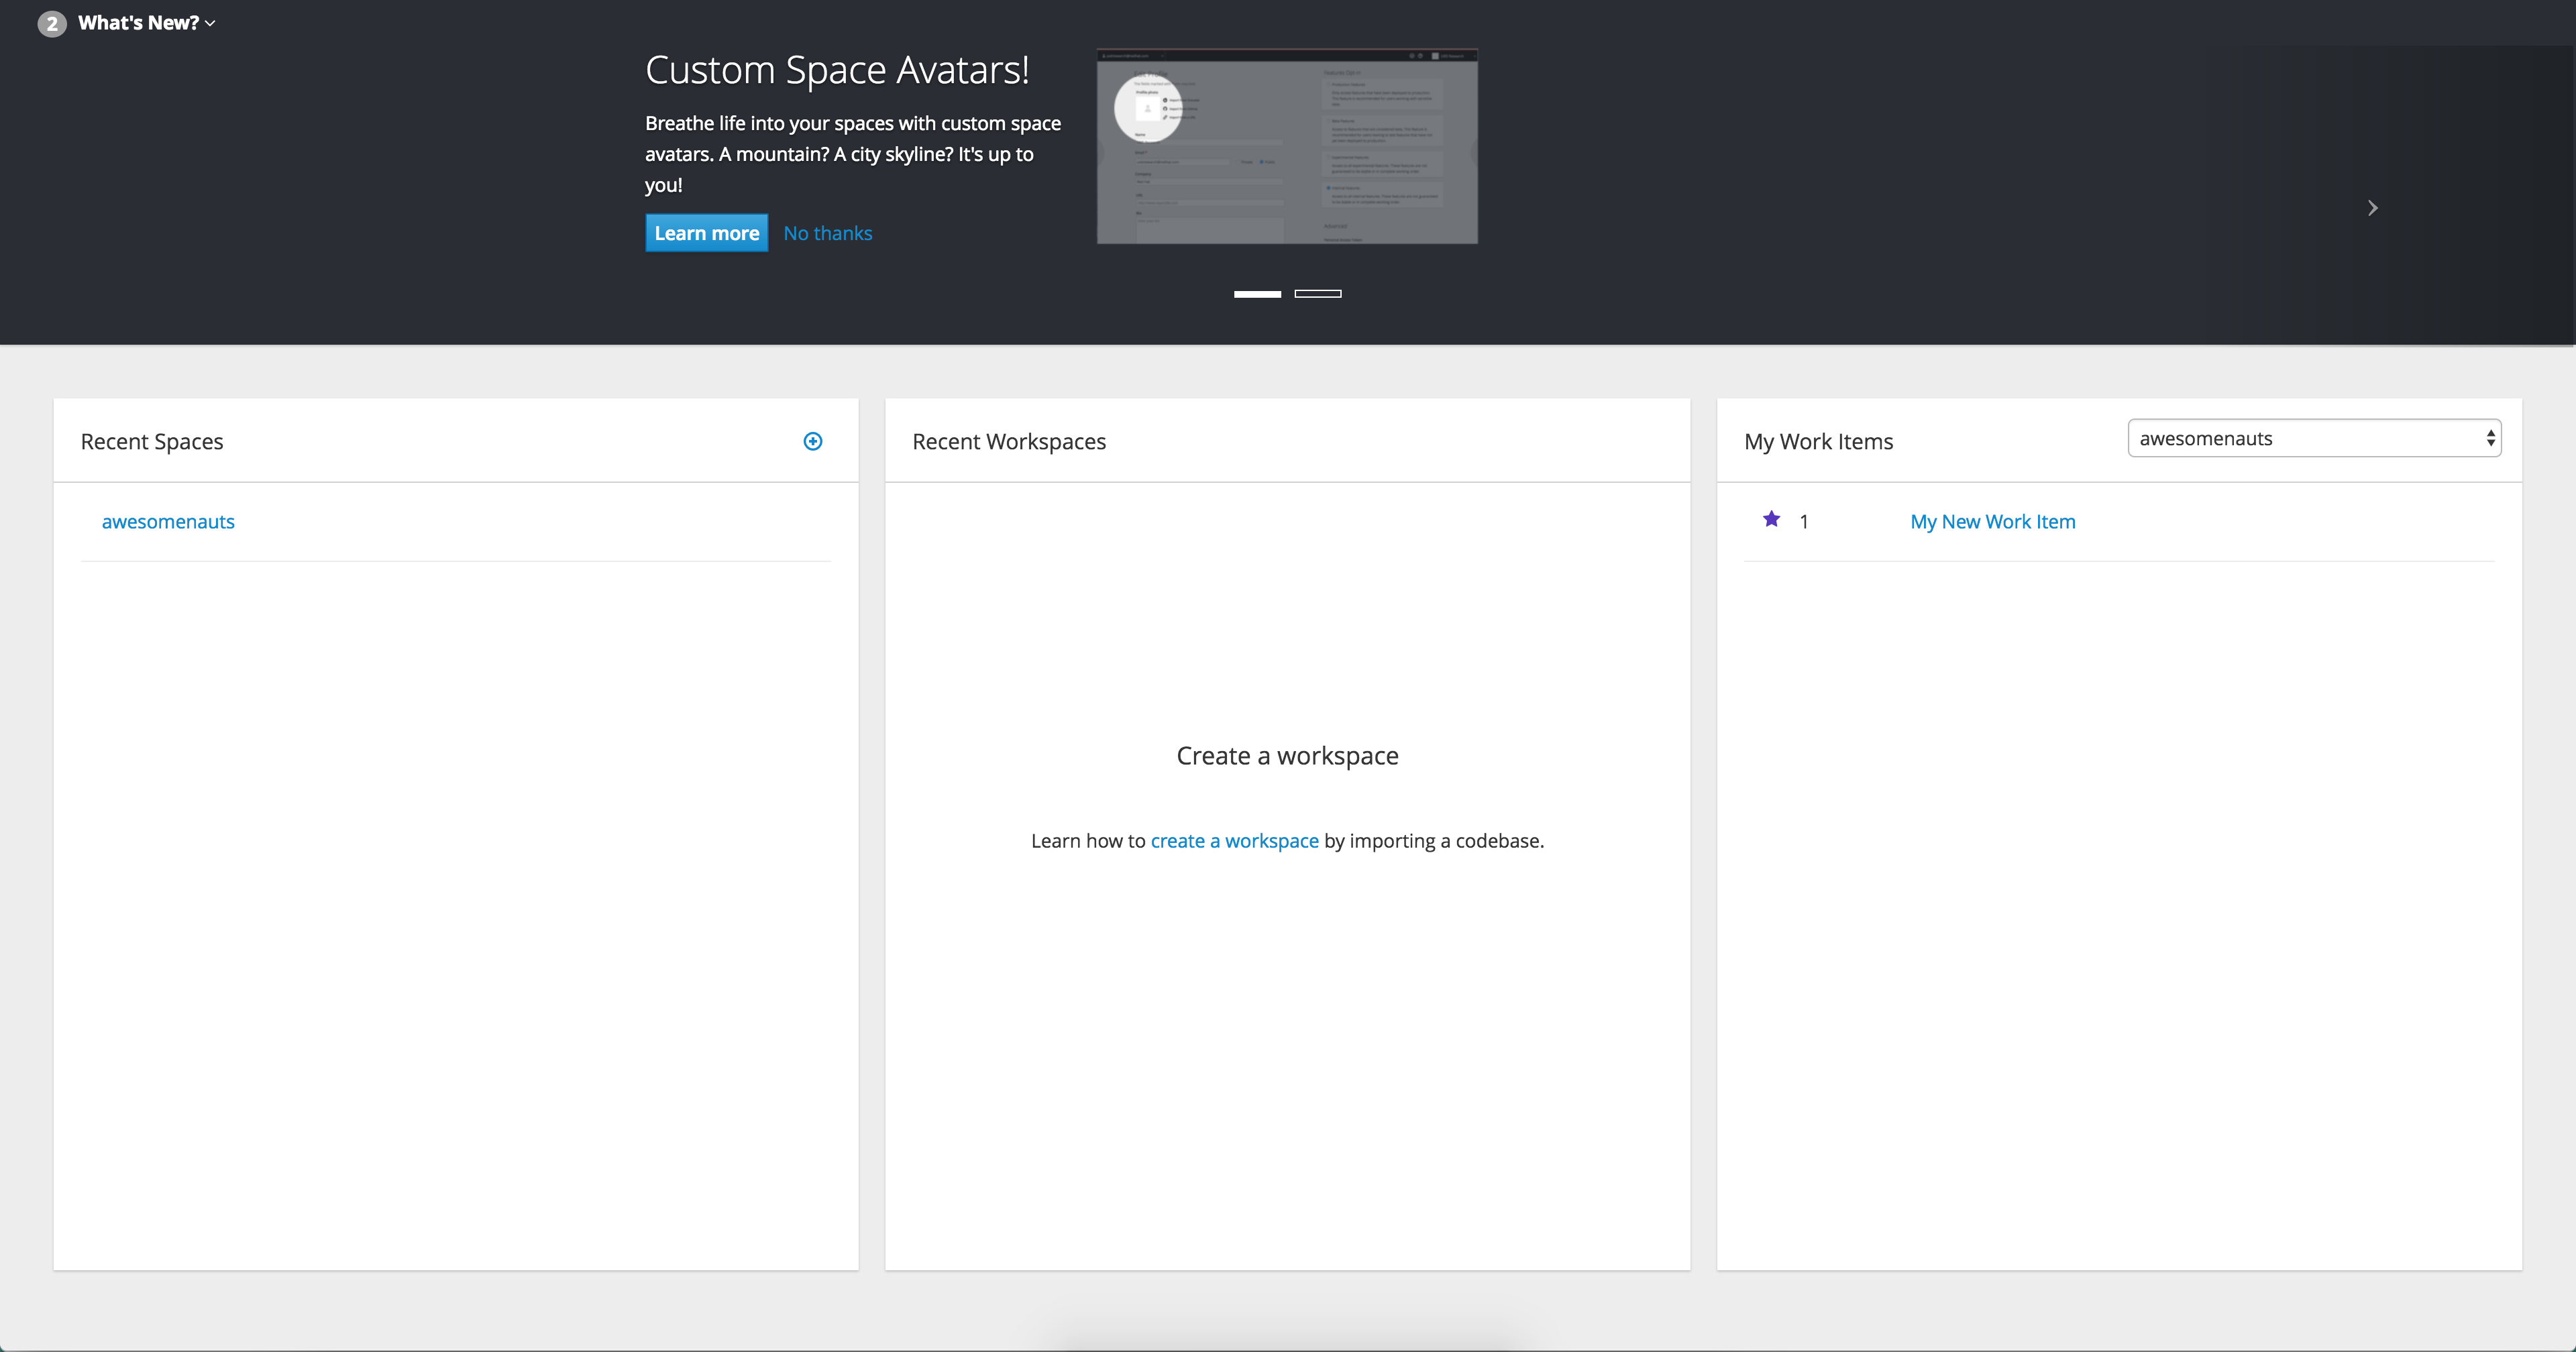 2 What's New?
Custom Space Avatars!
Breathe life into your spaces with custom space
avatars. A mountain? A city skyline? It's up to
you!
Learn more No thanks
Recent Spaces
awesomenauts
Recent Workspaces
Create a workspace
Learn how to create a workspace by importing a codebase.
My Work Items awesomenauts
1 My New Work Item